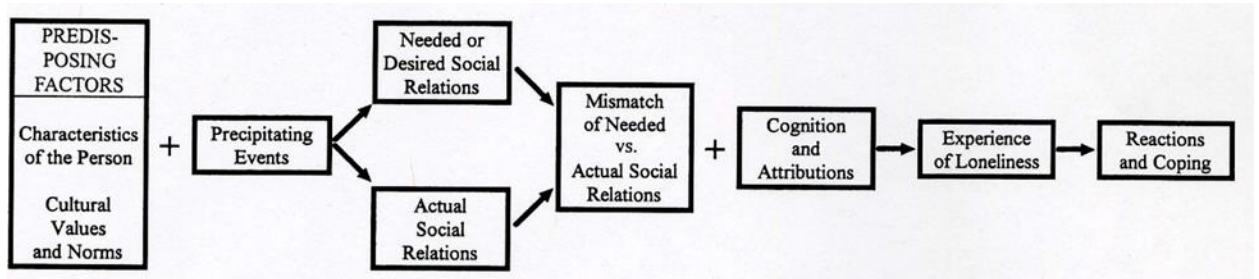 PREDIS-
POSING
FACTORS
Characteristics
of the Person
Cultural
Values
and Norms
+
Precipitating
Events
Needed or
Desired Social
Relations
Actual
Social
Relations
Mismatch
of Needed
vs.
Actual Social
Relations
+
Cognition
and
Attributions
Experience
of Loneliness
Reactions
and Coping